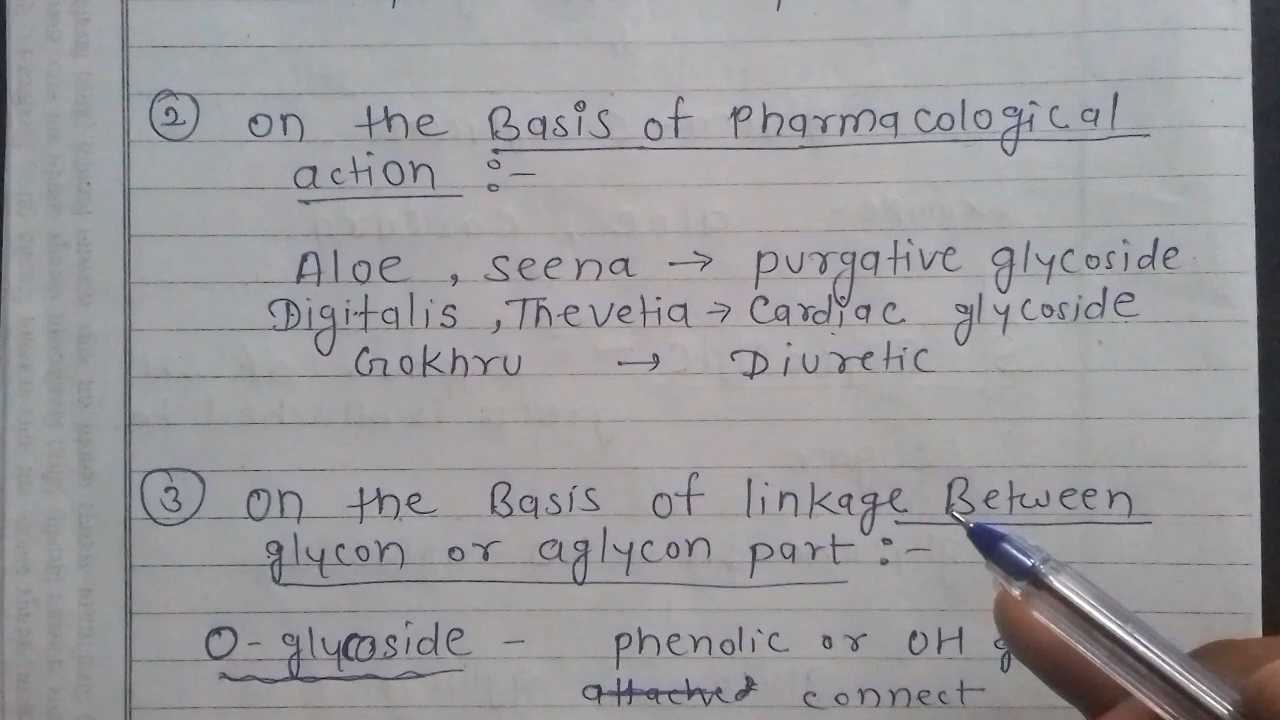 ② on the Basis of pharmacological
action :-
Aloe, seena → purgative glycoside
Digitalis, Thevetia → Cardiac glycoside
Gokhru → Diuretic
③ on the Basis of linkage Between
glycon or aglycon part :-
O-glycoside - phenolic or OH g
attached connect